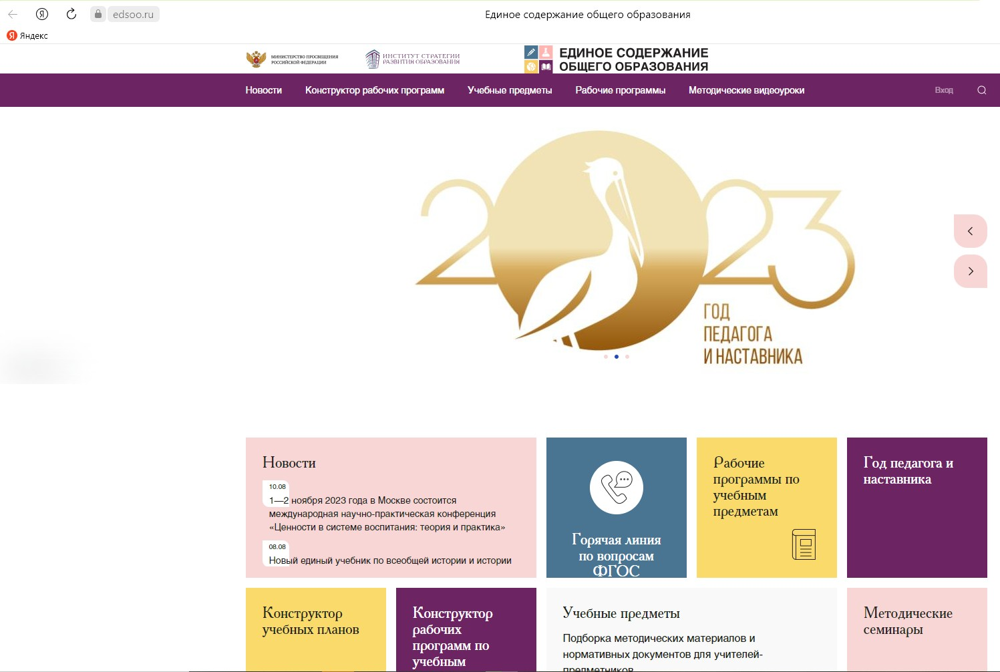 edsoo.ru
Единое содержание общего образования
Яндекс
МИНИСТЕРСТВО ПРОСВЕЩЕНИЯ
РОССИЙСКОЙ ФЕДЕРАЦИИ
ИНСТИТУТ СТРАТЕГИИ
РАЗВИТИЯ ОБРАЗОВАНИЯ
ЕДИНОЕ СОДЕРЖАНИЕ
ОБЩЕГО ОБРАЗОВАНИЯ
Новости
Конструктор рабочих программ
Учебные предметы
Рабочие программы
Методические видеоуроки
Вход
2023
ГОД
ПЕДАГОГА
И НАСТАВНИКА
Новости
10.08
1—2 ноября 2023 года в Москве состоится
международная научно-практическая конференция
«Ценности в системе воспитания: теория и практика»
08.08
Новый единый учебник по всеобщей истории и истории
Горячая линия
по вопросам
ФГОС
Рабочие
программы по
учебным
предметам
Год педагога и
наставника
Конструктор
учебных планов
Конструктор
рабочих
программ по
учебным
Учебные предметы
Подборка методических материалов и
нормативных документов для учителей-
предметников
Методические
семинары